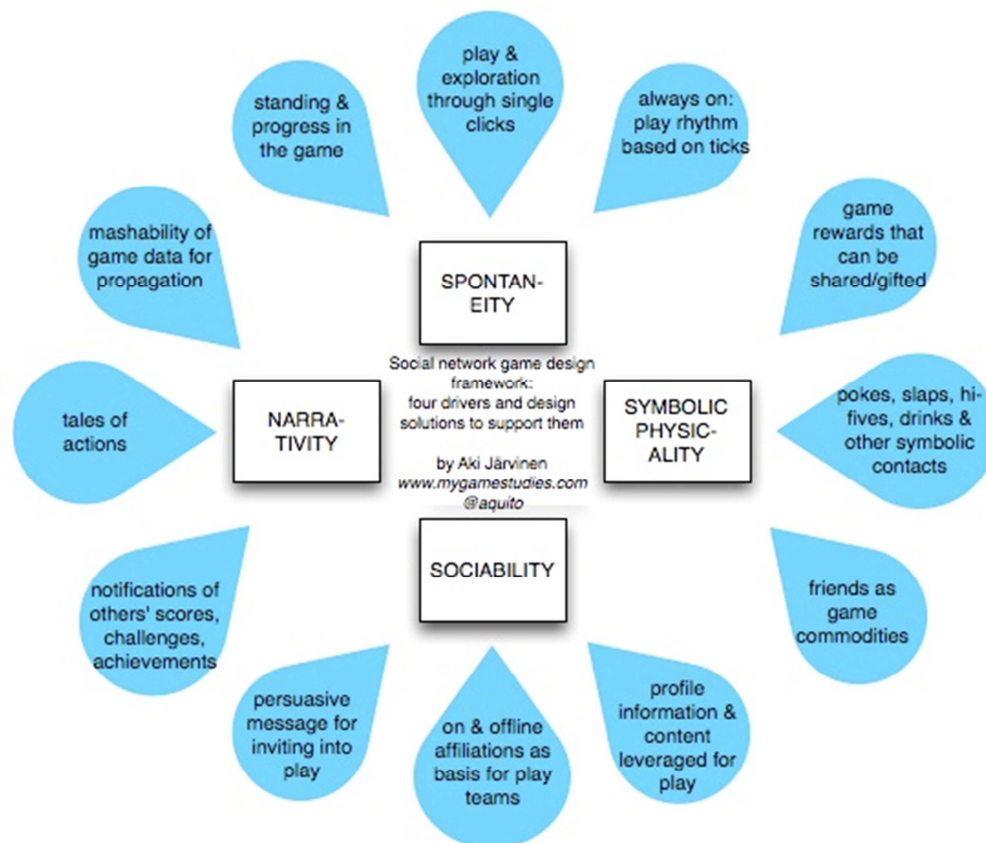 play &
exploration
through single
clicks
standing &
progress in
the game
always on:
play rhythm
based on ticks
mashability of
game data for
propagation
game
rewards that
can be
shared/gifted
SPONTAN-
EITY
Social network game design
framework:
four drivers and design
solutions to support them
by Aki Järvinen
www.mygamestudies.com
@aquito
tales of
actions
NARRA-
TIVITY
SYMBOLIC
PHYSIC-
ALITY
pokes, slaps, hi-
fives, drinks &
other symbolic
contacts
SOCIABILITY
notifications of
others' scores,
challenges,
achievements
friends as
game
commodities
persuasive
message for
inviting into
play
on & offline
affiliations as
basis for play
teams
profile
information &
content
leveraged for
play